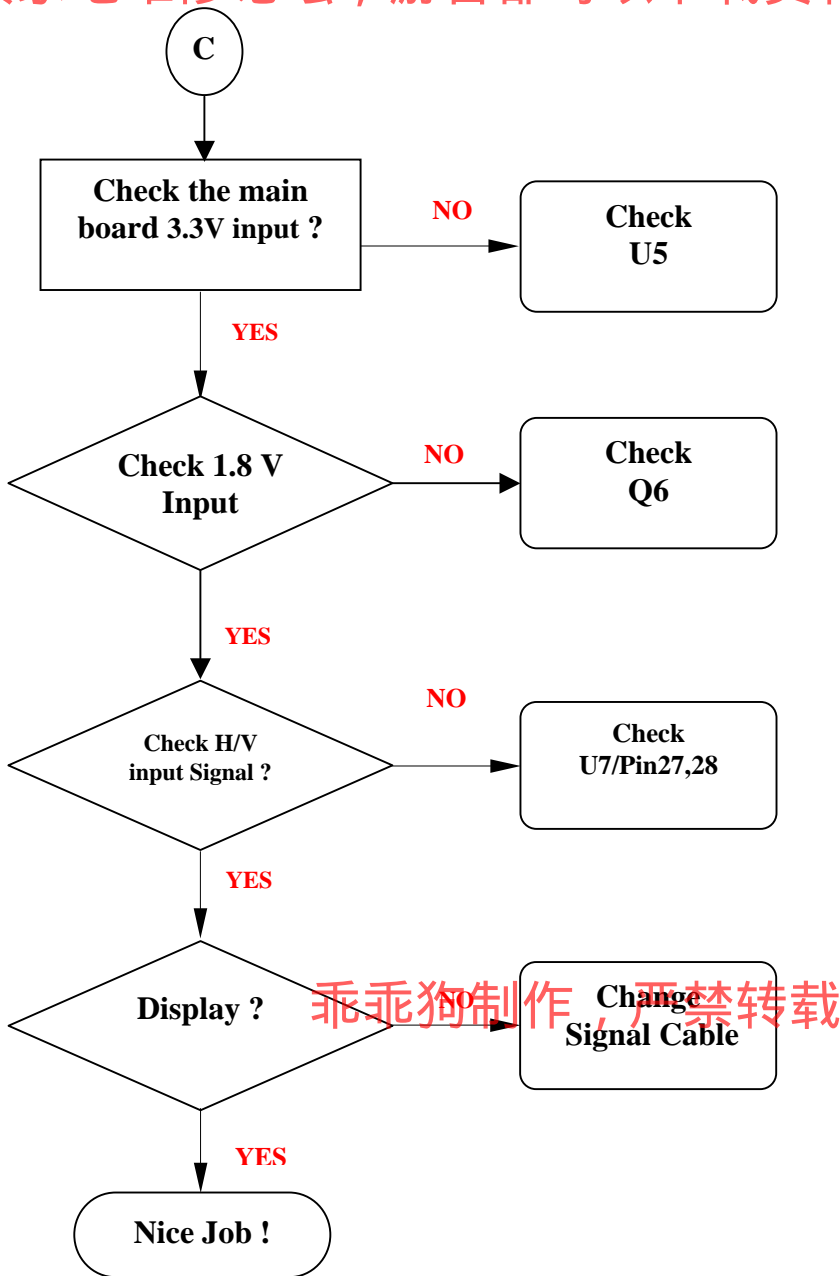 C
Check the main
board 3.3V input ?
NO
Check
U5
YES
Check 1.8 V
Input
NO
Check
Q6
YES
Check H/V
input Signal ?
NO
Check
U7/Pin27,28
YES
Display ?
NO
Change
Signal Cable
乖乖狗制作，严禁转载
YES
Nice Job !